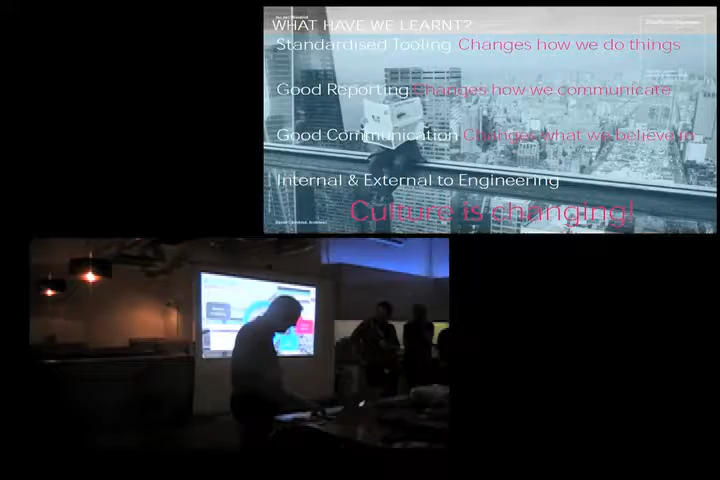 WHAT HAVE WE LEARNT?
Standardised Tooling Changes how we do things
Good Reporting Changes how we communicate
Good Communication Changes what we believe in
Internal & External to Engineering
Culture is changing!